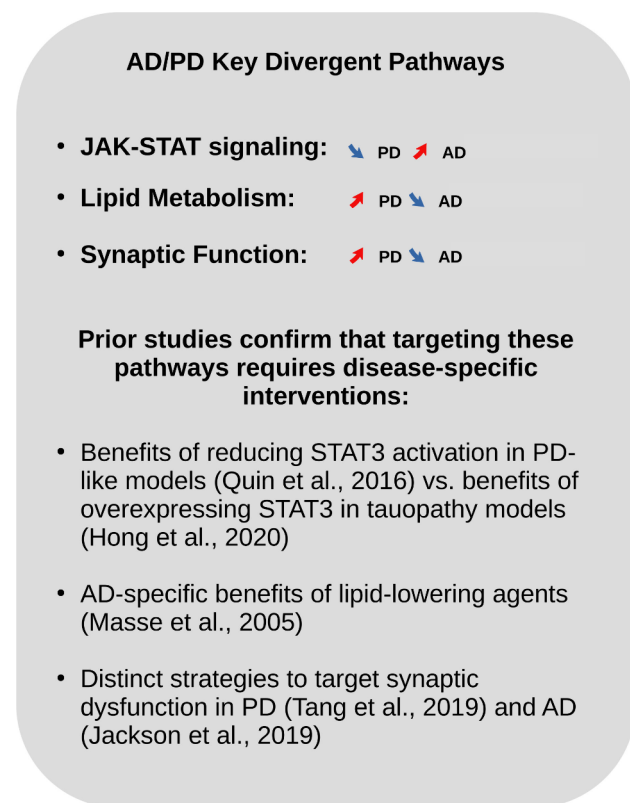 AD/PD Key Divergent Pathways
• JAK-STAT signaling: ↘ PD ↗ AD
• Lipid Metabolism: ↗ PD ↘ AD
• Synaptic Function: ↗ PD ↘ AD
Prior studies confirm that targeting these
pathways requires disease-specific
interventions:
• Benefits of reducing STAT3 activation in PD-
like models (Quin et al., 2016) vs. benefits of
overexpressing STAT3 in tauopathy models
(Hong et al., 2020)
• AD-specific benefits of lipid-lowering agents
(Masse et al., 2005)
• Distinct strategies to target synaptic
dysfunction in PD (Tang et al., 2019) and AD
(Jackson et al., 2019)